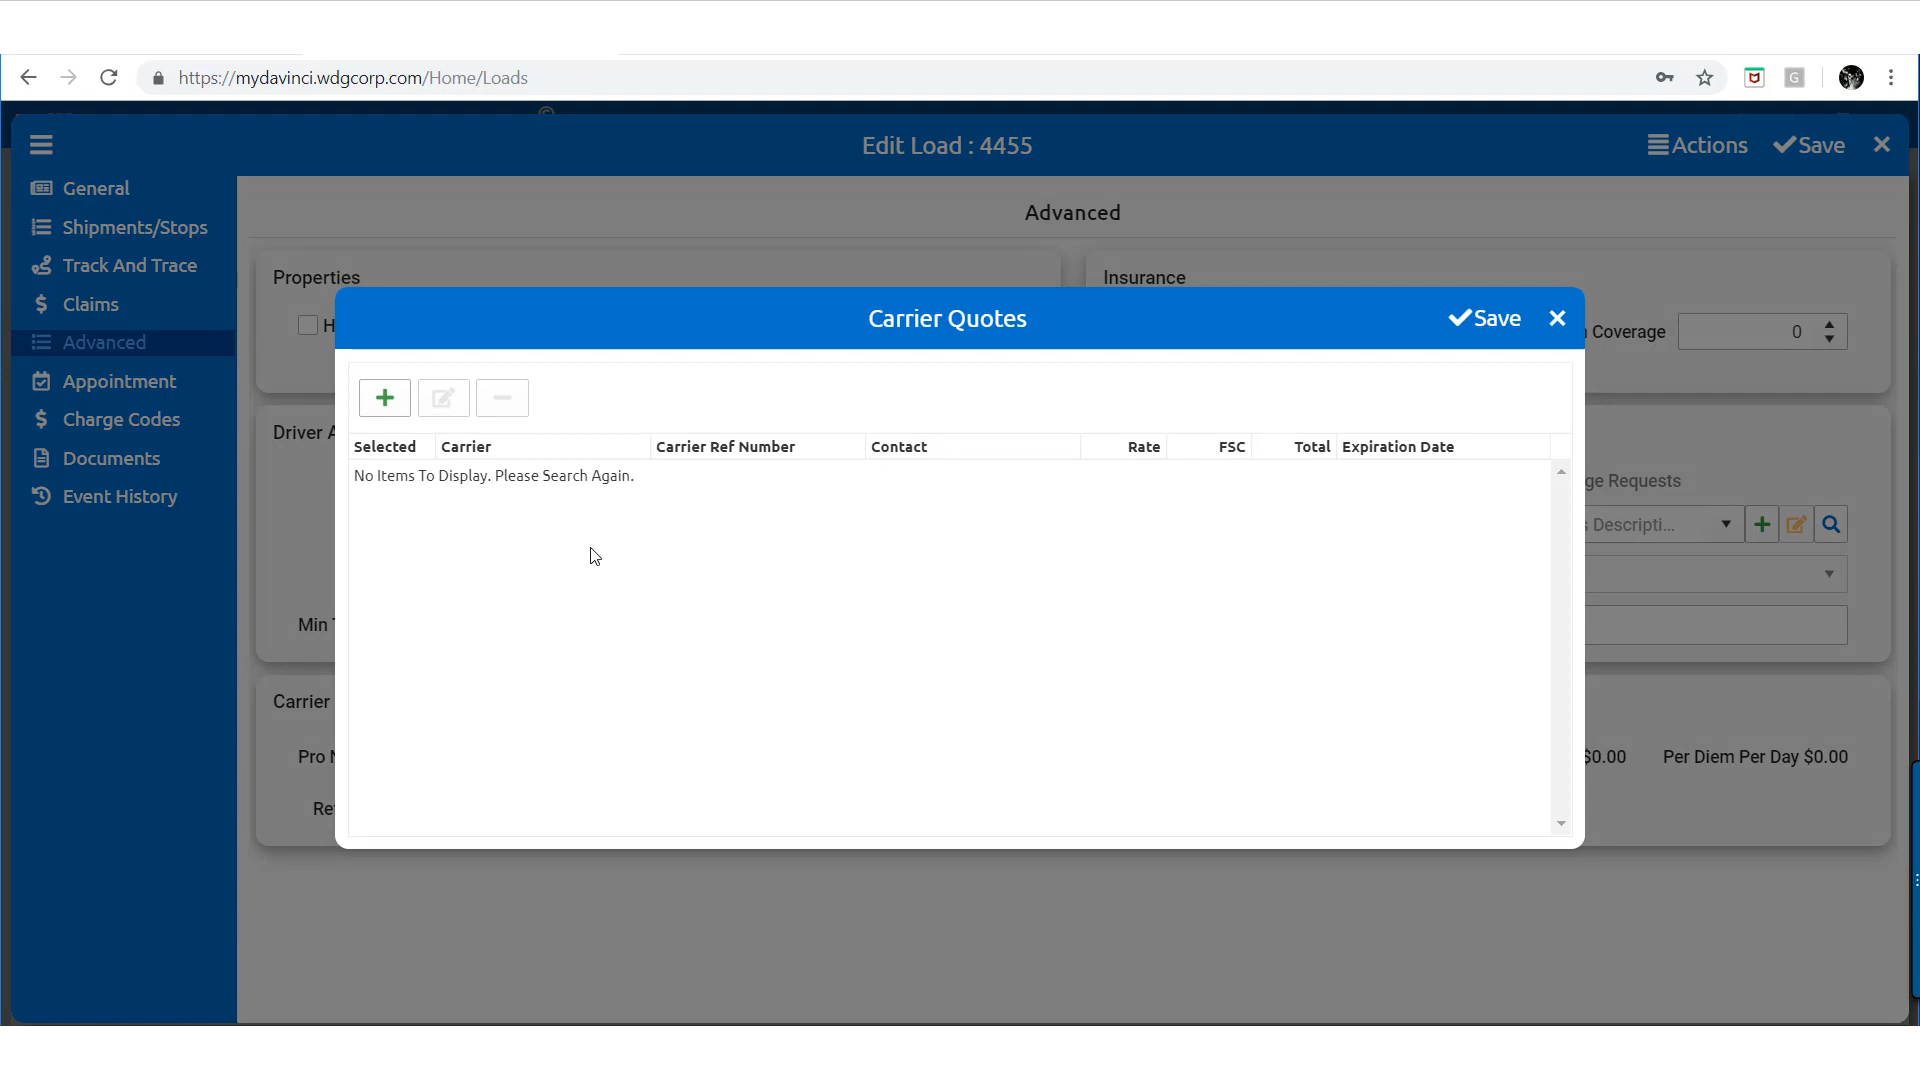 https://mydavinci.wdgcorp.com/Home/Loads
G
Edit Load : 4455
Actions
Save
General
Shipments/Stops
Track And Trace
Claims
Advanced
Appointment
Charge Codes
Documents
Event History
Advanced
Properties
Insurance
H
Coverage
0
Driver A
ge Requests
s Descripti...
Min
Carrier
Pro N
$0.00
Per Diem Per Day $0.00
Re
Carrier Quotes
Save
Selected Carrier Carrier Ref Number Contact Rate FSC Total Expiration Date
No Items To Display. Please Search Again.